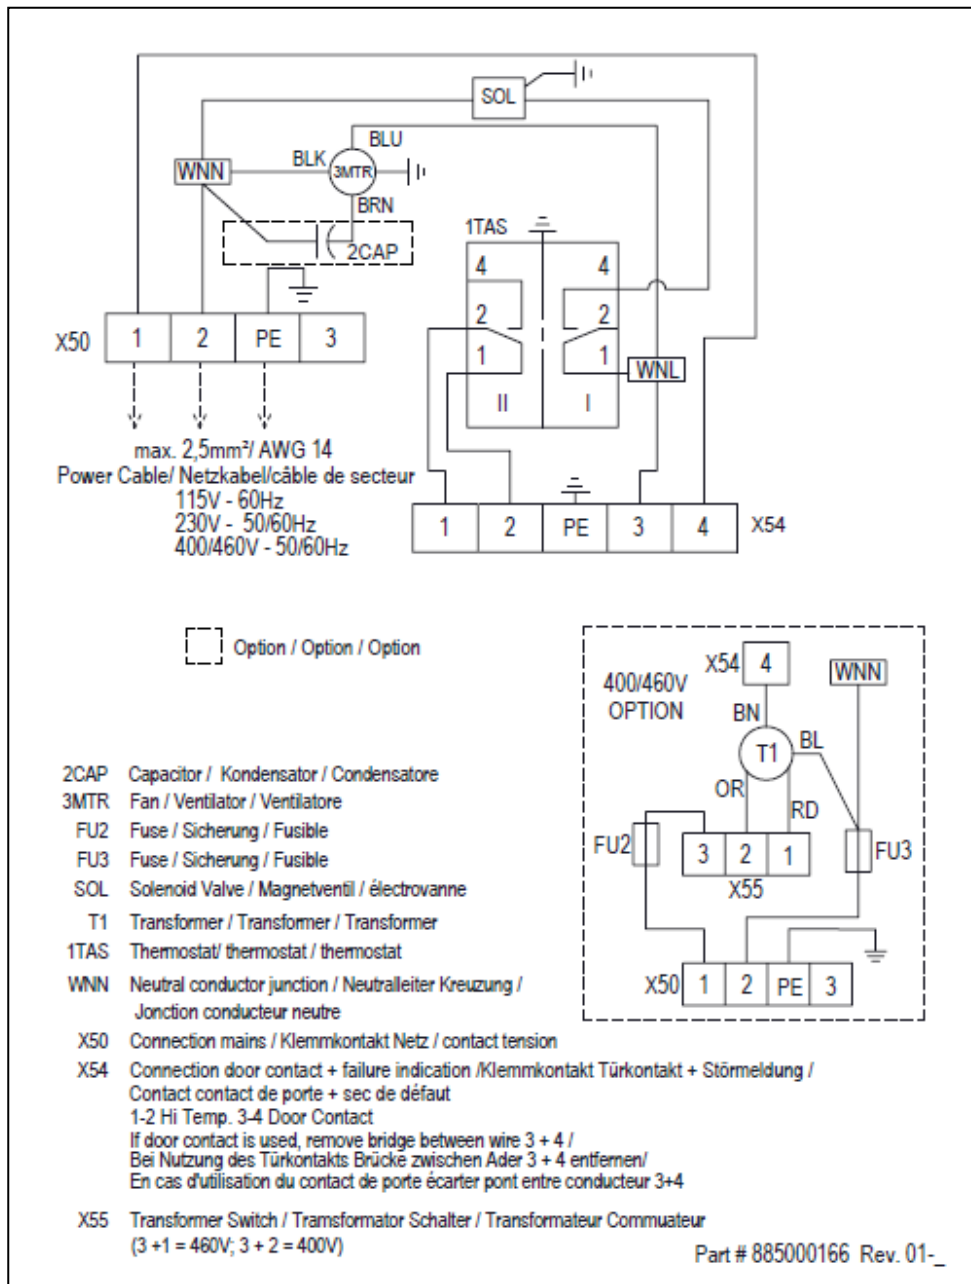 SOL
BLU
BLK
WNN
3MTR
BRN
2CAP
1TAS
4 4
2 2
1 1
WNL
II I
X50 1 2 PE 3
max. 2,5mm²/ AWG 14
Power Cable/ Netzkabel/câble de secteur
115V - 60Hz
230V - 50/60Hz
400/460V - 50/60Hz
1 2 PE 3 4 X54
Option / Option / Option
X54 4
WNN
400/460V
OPTION
BN
T1
BL
OR
RD
FU2
3 2 1
FU3
X55
X50 1 2 PE 3
2CAP Capacitor / Kondensator / Condensatore
3MTR Fan / Ventilator / Ventilatore
FU2 Fuse / Sicherung / Fusible
FU3 Fuse / Sicherung / Fusible
SOL Solenoid Valve / Magnetventil / électrovanne
T1 Transformer / Transformer / Transformer
1TAS Thermostat/ thermostat / thermostat
WNN Neutral conductor junction / Neutralleiter Kreuzung /
Jonction conducteur neutre
X50 Connection mains / Klemmkontakt Netz / contact tension
X54 Connection door contact + failure indication /Klemmkontakt Türkontakt + Störmeldung /
Contact contact de porte + sec de défaut
1-2 Hi Temp. 3-4 Door Contact
If door contact is used, remove bridge between wire 3 + 4 /
Bei Nutzung des Türkontakts Brücke zwischen Ader 3 + 4 entfernen/
En cas d'utilisation du contact de porte écarter pont entre conducteur 3+4
X55 Transformer Switch / Tramsformator Schalter / Transformateur Commuateur
(3 +1 = 460V; 3 + 2 = 400V)
Part # 885000166 Rev. 01-_